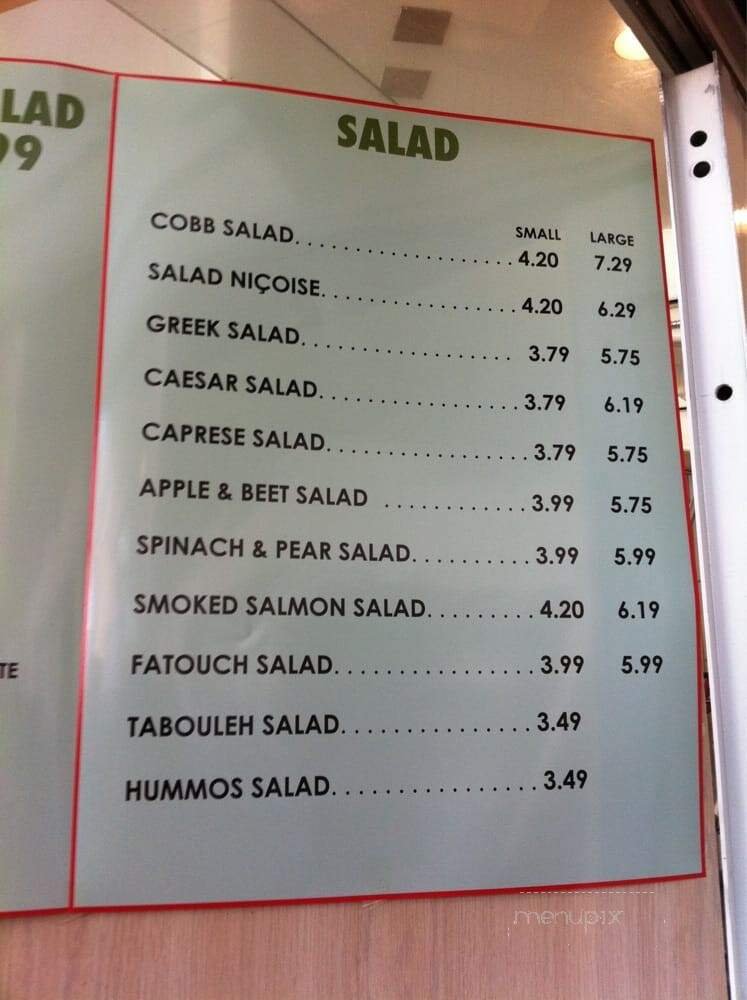 LAD
99
SALAD
SMALL LARGE
COBB SALAD. . . . . . . . . . . . . . . . . . . 4.20 7.29
SALAD NIÇOISE. . . . . . . . . . . . . . . . . 4.20 6.29
GREEK SALAD. . . . . . . . . . . . . . . . . . 3.79 5.75
CAESAR SALAD. . . . . . . . . . . . . . . . . 3.79 6.19
CAPRESE SALAD. . . . . . . . . . . . . . . . . 3.79 5.75
APPLE & BEET SALAD . . . . . . . . . . . . 3.99 5.75
SPINACH & PEAR SALAD. . . . . . . . . . 3.99 5.99
SMOKED SALMON SALAD. . . . . . . . . 4.20 6.19
FATOUCH SALAD. . . . . . . . . . . . . . . . . 3.99 5.99
TABOULEH SALAD. . . . . . . . . . . . . . . . 3.49
HUMMOS SALAD. . . . . . . . . . . . . . . . . . 3.49
TE
menupix